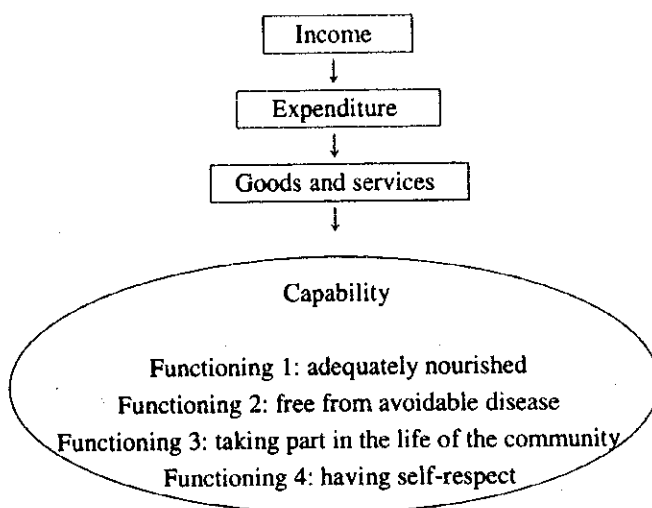 Income
Expenditure
Goods and services
Capability
Functioning 1: adequately nourished
Functioning 2: free from avoidable disease
Functioning 3: taking part in the life of the community
Functioning 4: having self-respect